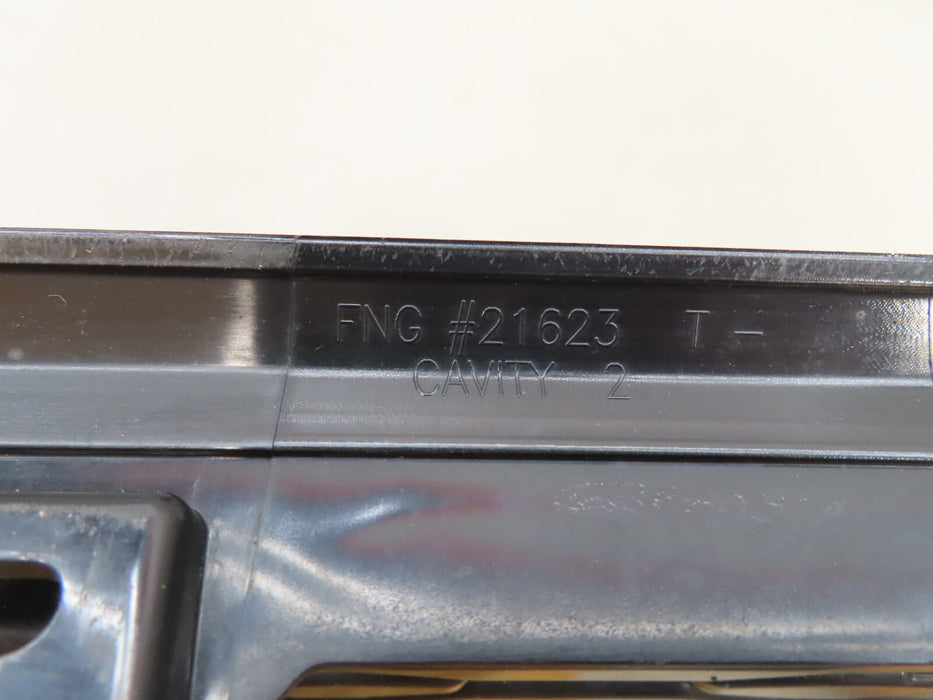 FNG #21623 T -
CAVITY 2